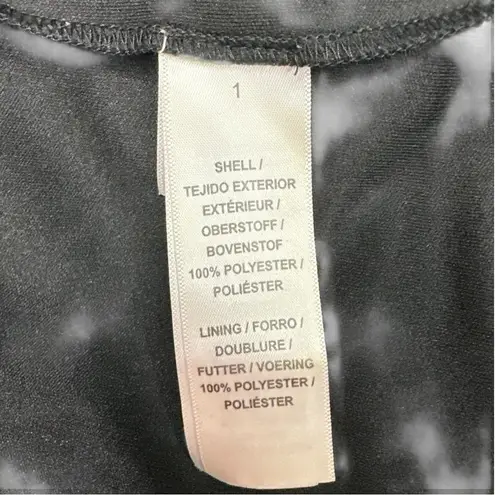 1
SHELL /
TEJIDO EXTERIOR
EXTÉRIEUR /
OBERSTOFF /
BOVENSTOF
100% POLYESTER /
POLIÉSTER
LINING / FORRO /
DOUBLURE /
FUTTER / VOERING
100% POLYESTER /
POLIÉSTER